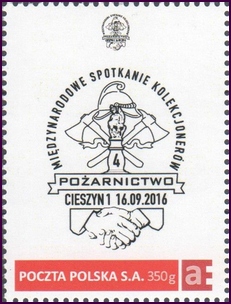 MIĘDZYNARODOWE SPOTKANIE KOLEKCJONERÓW
4
POŻARNICTWO
CIESZYN 1 16.09.2016
POCZTA POLSKA S.A. 350g a